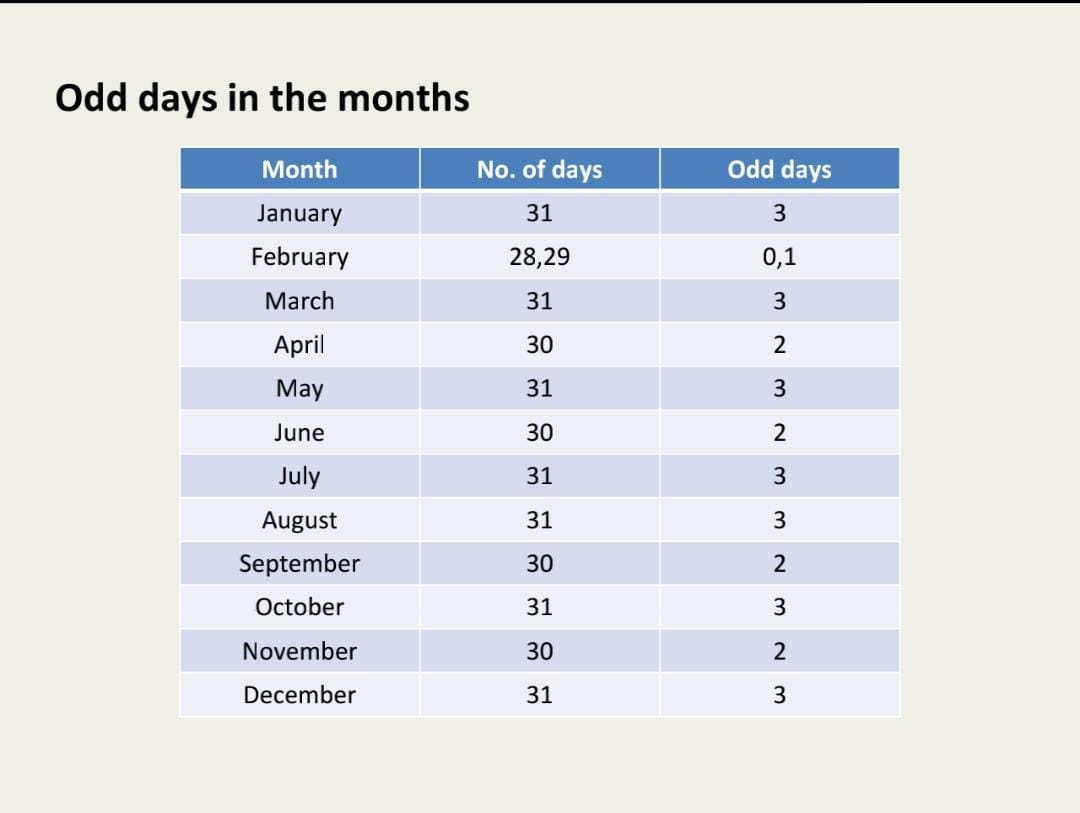 Odd days in the months
Month No. of days Odd days
January 31 3
February 28,29 0,1
March 31 3
April 30 2
May 31 3
June 30 2
July 31 3
August 31 3
September 30 2
October 31 3
November 30 2
December 31 3